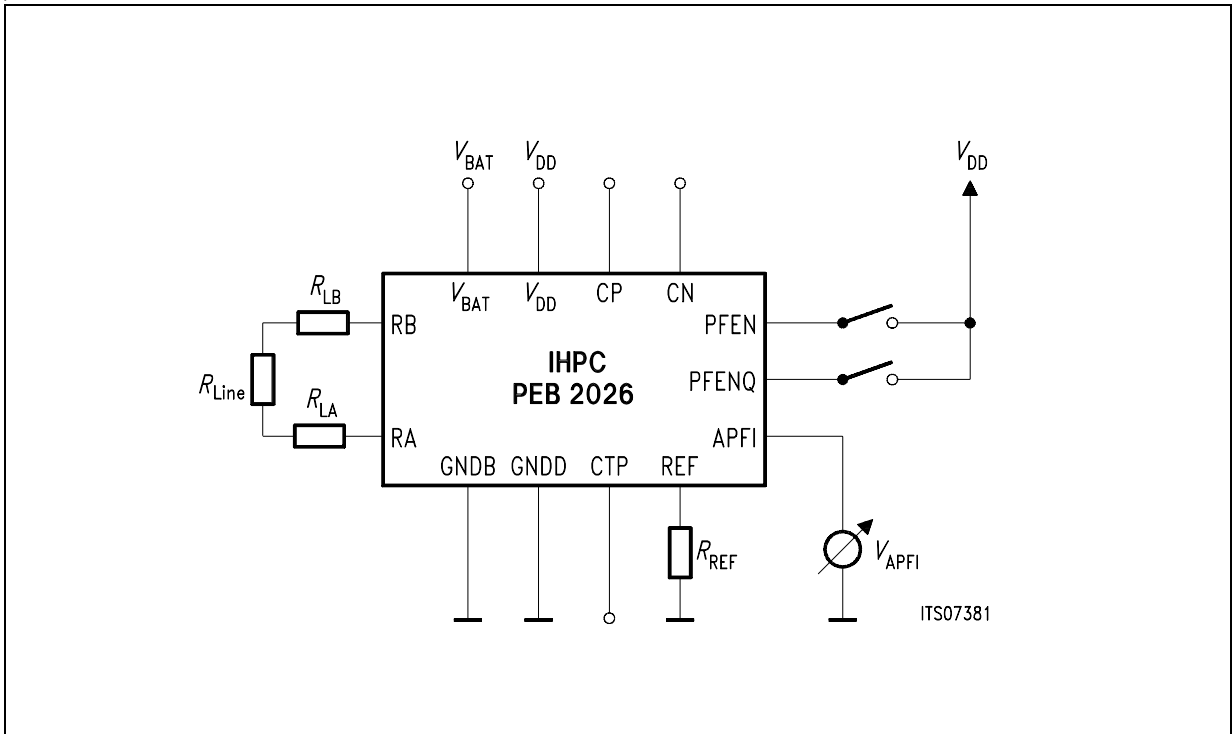 VBAT VDD VDD
VBAT VDD CP CN
RLB
RB PFEN
IHPC
PEB 2026
PFENQ
RLine
RLA
RA APFI
GNDB GNDD CTP REF
RREF
VAPFI
ITS07381